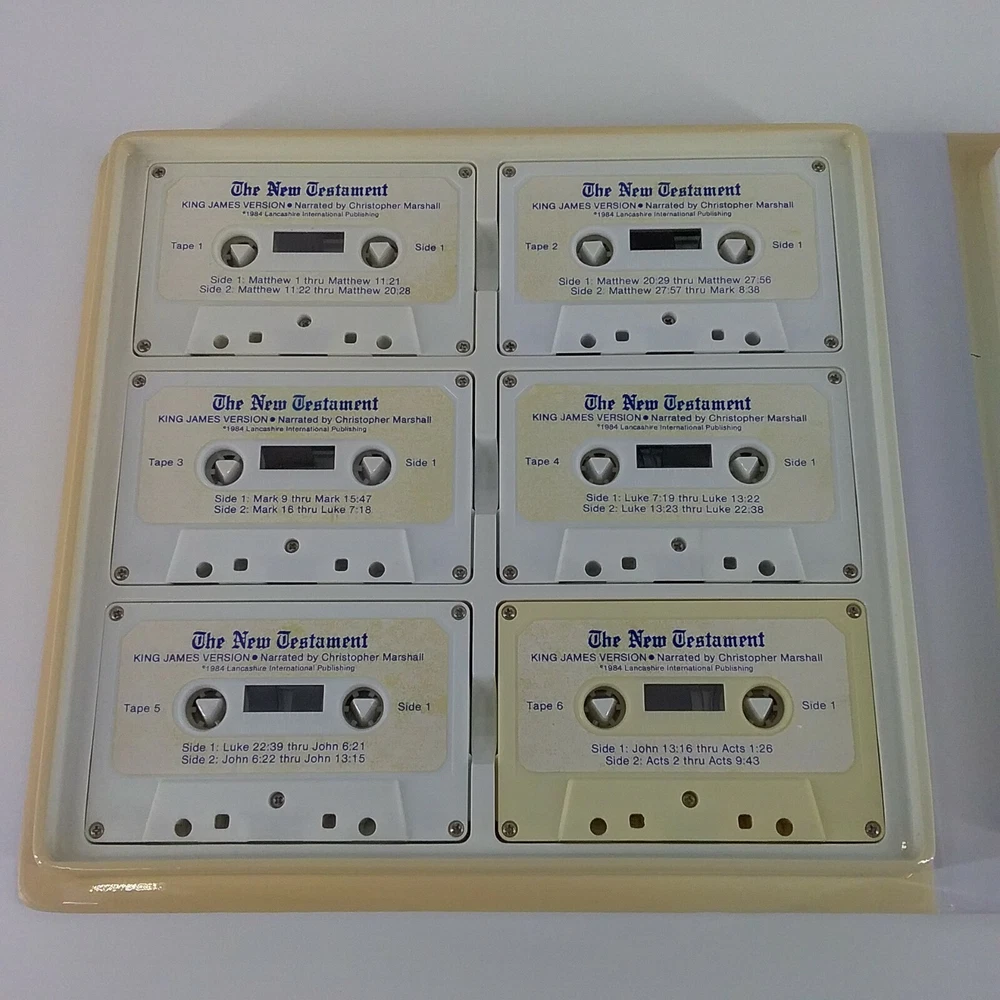 The New Testament
KING JAMES VERSION ● Narrated by Christopher Marshall
©1984 Lancashire International Publishing
Tape 1 Side 1
Side 1: Matthew 1 thru Matthew 11:21
Side 2: Matthew 11:22 thru Matthew 20:28
The New Testament
KING JAMES VERSION ● Narrated by Christopher Marshall
©1984 Lancashire International Publishing
Tape 2 Side 1
Side 1: Matthew 20:29 thru Matthew 27:56
Side 2: Matthew 27:57 thru Mark 8:38
The New Testament
KING JAMES VERSION ● Narrated by Christopher Marshall
©1984 Lancashire International Publishing
Tape 3 Side 1
Side 1: Mark 9 thru Mark 15:47
Side 2: Mark 16 thru Luke 7:18
The New Testament
KING JAMES VERSION ● Narrated by Christopher Marshall
©1984 Lancashire International Publishing
Tape 4 Side 1
Side 1: Luke 7:19 thru Luke 13:22
Side 2: Luke 13:23 thru Luke 22:38
The New Testament
KING JAMES VERSION ● Narrated by Christopher Marshall
©1984 Lancashire International Publishing
Tape 5 Side 1
Side 1: Luke 22:39 thru John 6:21
Side 2: John 6:22 thru John 13:15
The New Testament
KING JAMES VERSION ● Narrated by Christopher Marshall
©1984 Lancashire International Publishing
Tape 6 Side 1
Side 1: John 13:16 thru Acts 1:26
Side 2: Acts 2 thru Acts 9:43